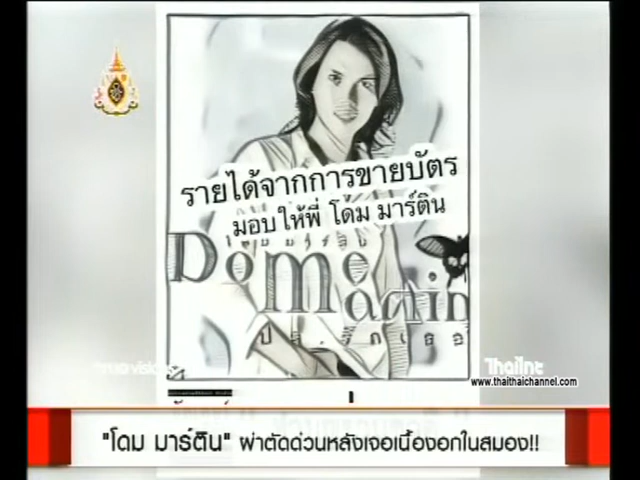 รายได้จากการขายบัตร
มอบให้พี่ โดม มาร์ติน
Dome
Martin
ThaiTNE
www.thaithaichannel.com
"โดม มาร์ติน" ผ่าตัดด่วนหลังเจอเนื้องอกในสมอง!!